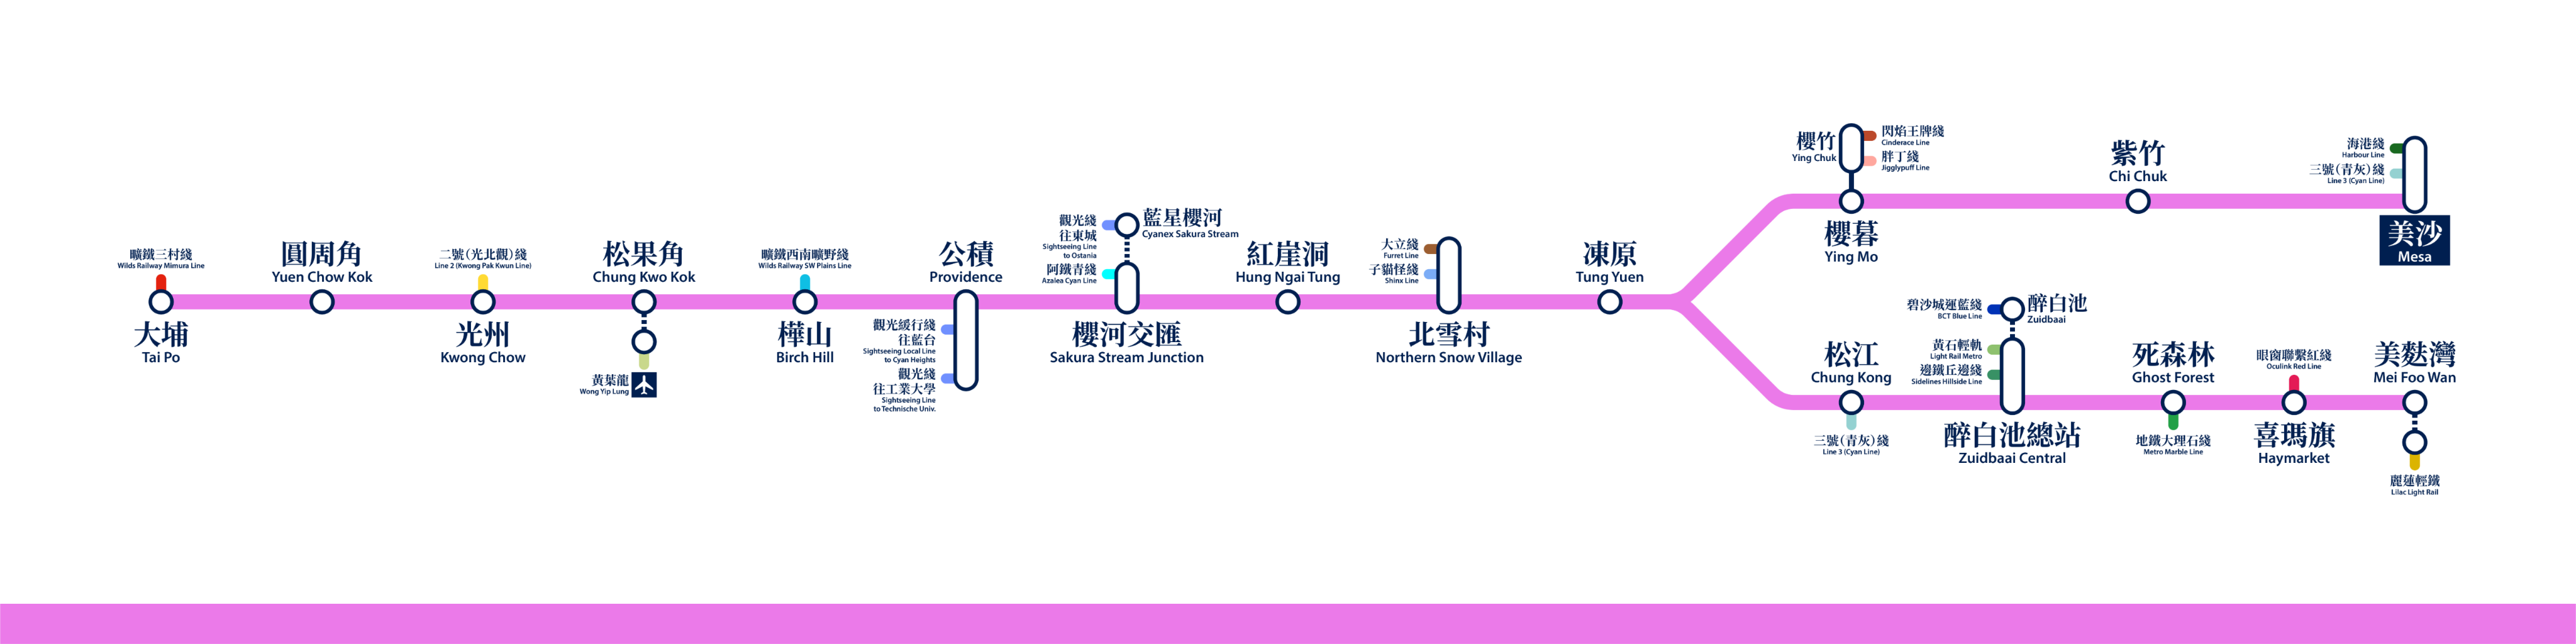 曠鐵三村綫
Wilds Railway Mimura Line
大埔
Tai Po
圓周角
Yuen Chow Kok
二號(光北觀)綫
Line 2 (Kwong Pak Kwun Line)
光州
Kwong Chow
松果角
Chung Kwo Kok
黃葉龍
Wong Yip Lung
曠鐵西南曠野綫
Wilds Railway SW Plains Line
樺山
Birch Hill
公積
Providence
觀光緩行綫
往藍台
Sightseeing Local Line
to Cyan Heights
觀光綫
往工業大學
Sightseeing Line
to Technische Univ.
觀光綫
往東城
Sightseeing Line
to Ostania
藍星櫻河
Cyanex Sakura Stream
阿鐵青綫
Azalea Cyan Line
櫻河交匯
Sakura Stream Junction
紅崖洞
Hung Ngai Tung
大立綫
Furret Line
子貓怪綫
Shinx Line
北雪村
Northern Snow Village
凍原
Tung Yuen
櫻竹
Ying Chuk
閃焰王牌綫
Cinderace Line
胖丁綫
Jigglypuff Line
櫻暮
Ying Mo
紫竹
Chi Chuk
海港綫
Harbour Line
三號(青灰)綫
Line 3 (Cyan Line)
美沙
Mesa
松江
Chung Kong
三號(青灰)綫
Line 3 (Cyan Line)
碧沙城運藍綫
BCT Blue Line
醉白池
Zuidbaai
黃石輕軌
Light Rail Metro
邊鐵丘邊綫
Sidelines Hillside Line
醉白池總站
Zuidbaai Central
死森林
Ghost Forest
地鐵大理石綫
Metro Marble Line
眼窗聯繫紅綫
Oculink Red Line
喜瑪旗
Haymarket
美麩灣
Mei Foo Wan
麗蓮輕鐵
Lilac Light Rail